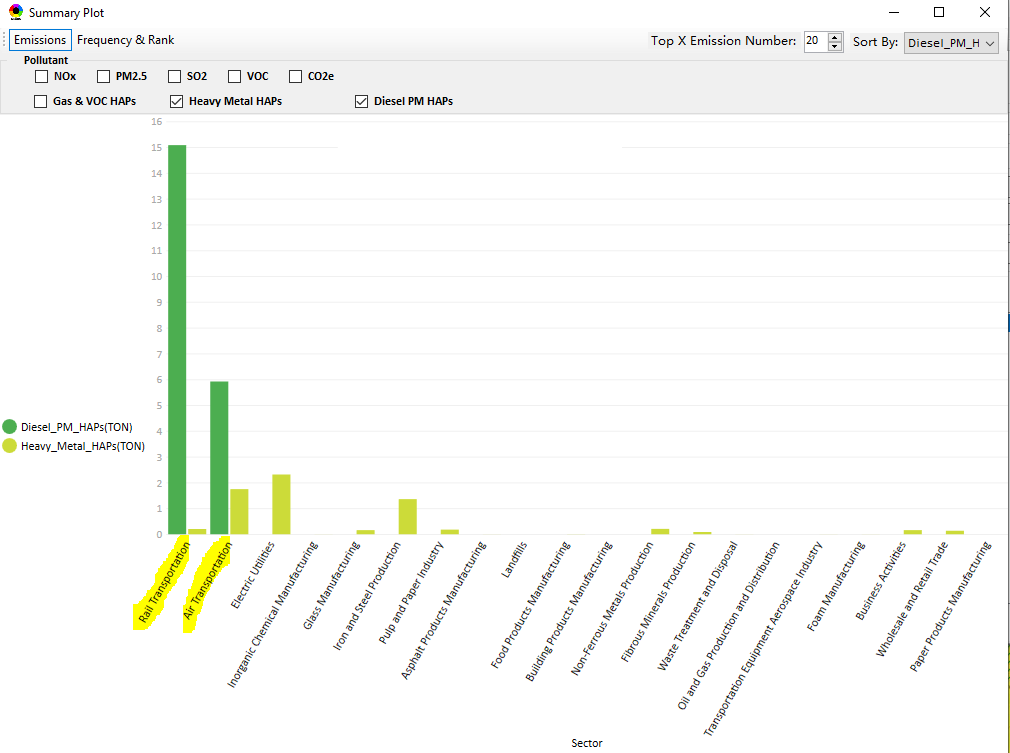 Summary Plot
Emissions Frequency & Rank Top X Emission Number: 20 Sort By: Diesel_PM_H
Pollutant
NOx PM2.5 SO2 VOC CO2e
Gas & VOC HAPs Heavy Metal HAPs Diesel PM HAPs
16
15
14
13
12
11
10
9
8
7
6
5
4
3
2
1
0
Diesel_PM_HAPs(TON)
Heavy_Metal_HAPs(TON)
Rail Transportation
Air Transportation
Electric Utilities
Inorganic Chemical Manufacturing
Glass Manufacturing
Iron and Steel Production
Pulp and Paper Industry
Asphalt Products Manufacturing
Landfills
Food Products Manufacturing
Building Products Manufacturing
Non-Ferrous Metals Production
Fibrous Minerals Production
Waste Treatment and Disposal
Oil and Gas Production and Distribution
Transportation Equipment Aerospace Industry
Foam Manufacturing
Business Activities
Wholesale and Retail Trade
Paper Products Manufacturing
Sector